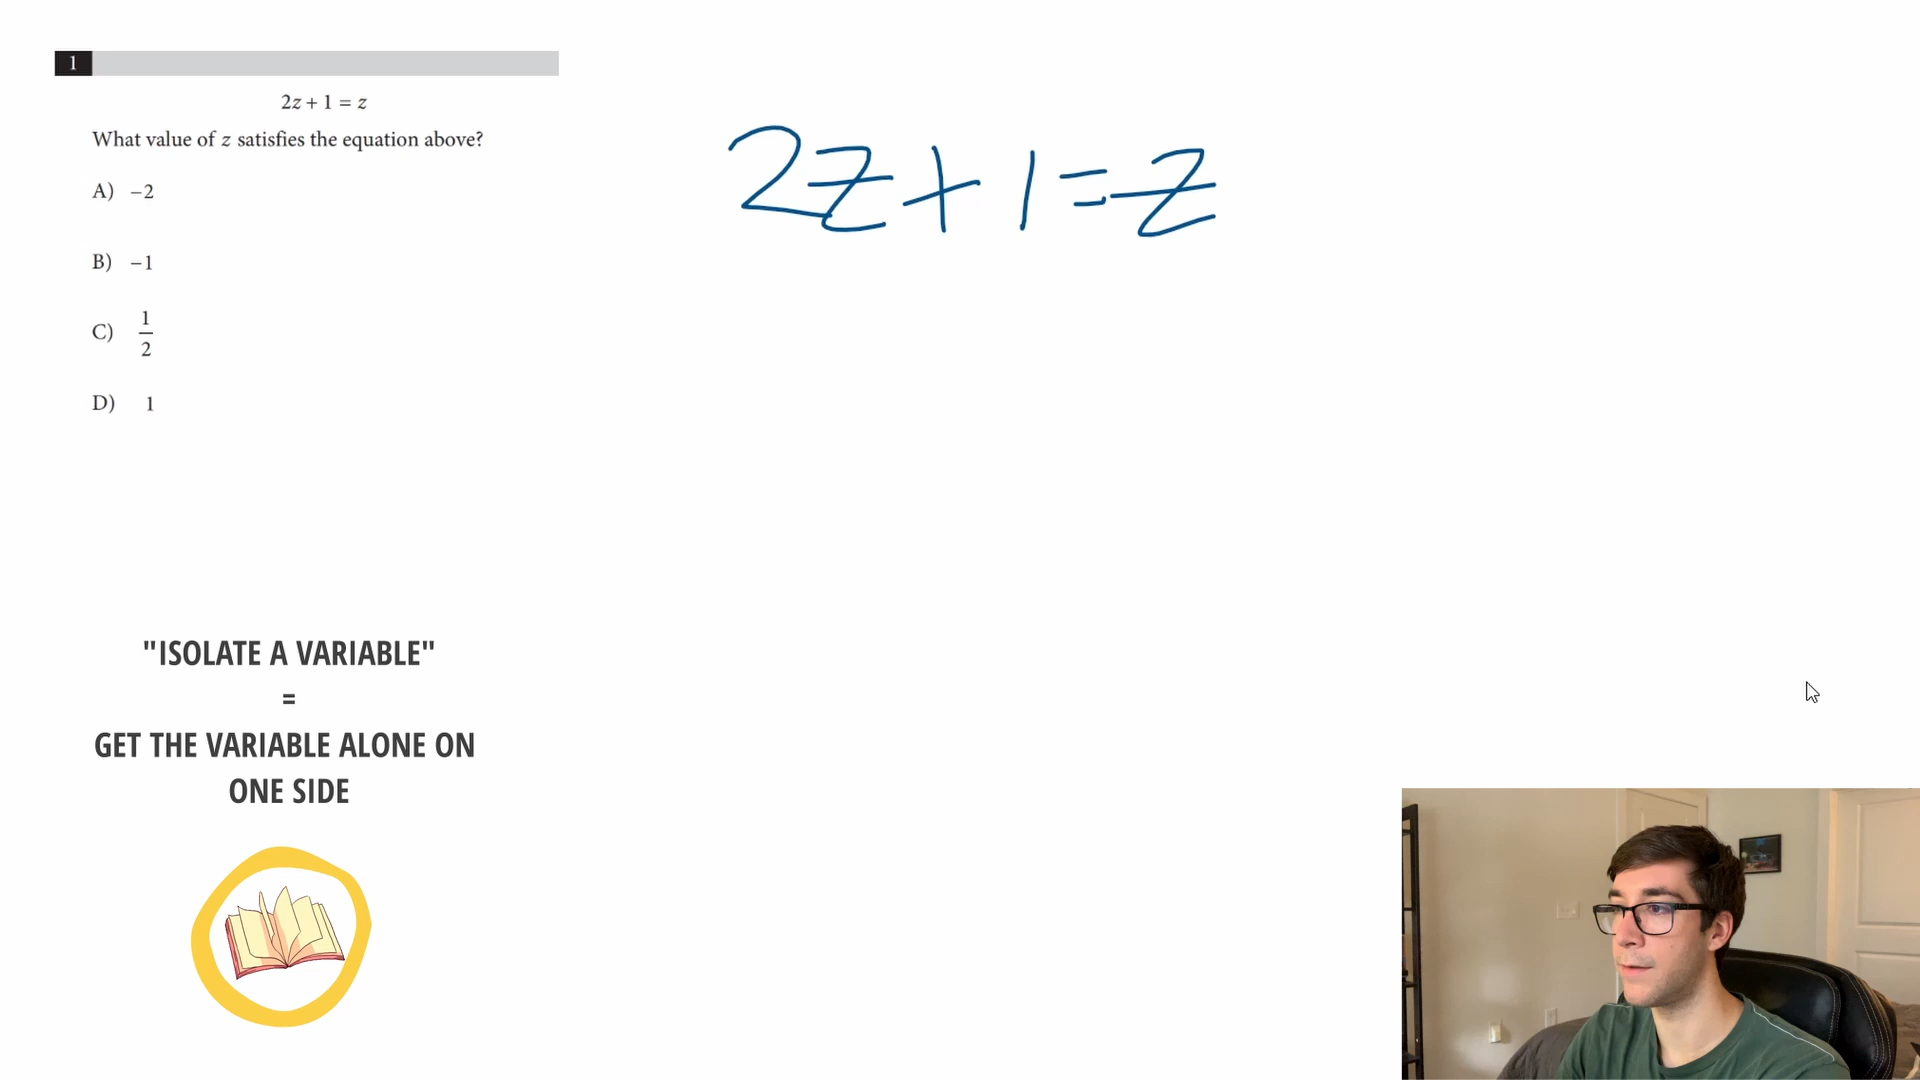 1
2z + 1 = z
What value of z satisfies the equation above?
A) −2
B) −1
C) 1/2
D) 1
2z+1=z
"ISOLATE A VARIABLE"
=
GET THE VARIABLE ALONE ON
ONE SIDE